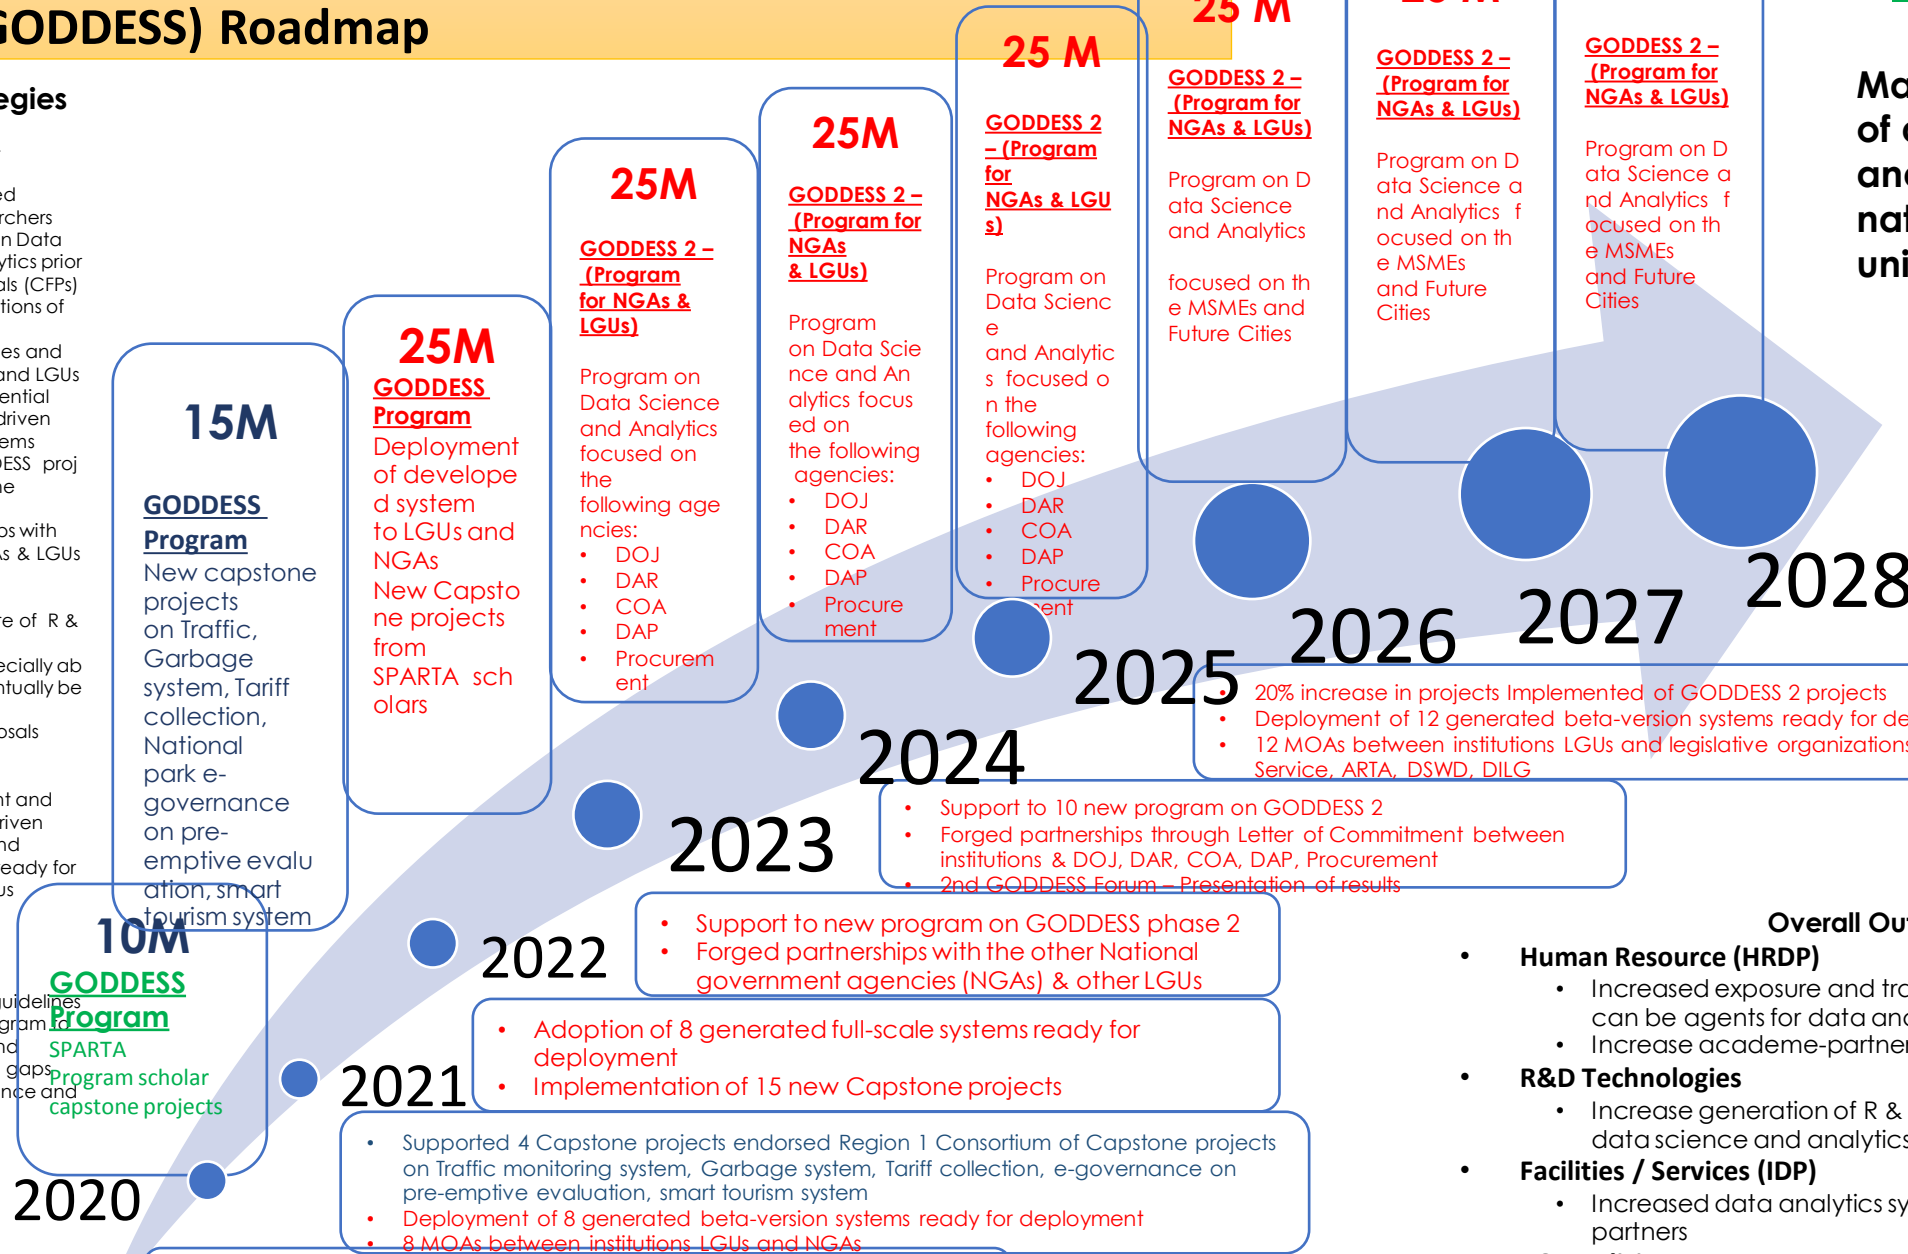 GODDESS) Roadmap
egies
ed
rchers
n Data
ytics prior
als (CFPs)
tions of
es and
and LGUs
ential
driven
ems
DESS proj
ne
ps with
As & LGUs
re of R &
ecially ab
ntually be
osals
nt and
riven
nd
eady for
us
guidelines
gram to
nd
gaps
nce and
10M
GODDESS
Program
SPARTA
Program scholar
capstone projects
2020
15M
GODDESS
Program
New capstone
projects
on Traffic,
Garbage
system, Tariff
collection,
National
park e-
governance
on pre-
emptive evalu
ation, smart
tourism system
2021
25M
GODDESS
Program
Deployment
of develope
d system
to LGUs and
NGAs
New Capsto
ne projects
from
SPARTA sch
olars
2022
25M
GODDESS 2 –
(Program
for NGAs &
LGUs)
Program on
Data Science
and Analytics
focused on
the
following age
ncies:
• DOJ
• DAR
• COA
• DAP
• Procurem
ent
2023
25M
GODDESS 2 –
(Program for
NGAs
& LGUs)
Program
on Data Scie
nce and An
alytics focus
ed on
the following
agencies:
• DOJ
• DAR
• COA
• DAP
• Procure
ment
2024
25 M
GODDESS 2
– (Program
for
NGAs & LGU
s)
Program on
Data Scienc
e
and Analytic
s focused o
n the
following
agencies:
• DOJ
• DAR
• COA
• DAP
• Procure
ment
2025
25 M
GODDESS 2 –
(Program for
NGAs & LGUs)
Program on D
ata Science
and Analytics
focused on th
e MSMEs and
Future Cities
2026
GODDESS 2 –
(Program for
NGAs & LGUs)
Program on D
ata Science a
nd Analytics f
ocused on th
e MSMEs
and Future
Cities
2027
GODDESS 2 –
(Program for
NGAs & LGUs)
Program on D
ata Science a
nd Analytics f
ocused on th
e MSMEs
and Future
Cities
2028
Ma
of
and
nat
uni
• 20% increase in projects Implemented of GODDESS 2 projects
• Deployment of 12 generated beta-version systems ready for de
• 12 MOAs between institutions LGUs and legislative organizations
Service, ARTA, DSWD, DILG
• Support to 10 new program on GODDESS 2
• Forged partnerships through Letter of Commitment between
institutions & DOJ, DAR, COA, DAP, Procurement
• 2nd GODDESS Forum – Presentation of results
• Support to new program on GODDESS phase 2
• Forged partnerships with the other National
government agencies (NGAs) & other LGUs
• Adoption of 8 generated full-scale systems ready for
deployment
• Implementation of 15 new Capstone projects
• Supported 4 Capstone projects endorsed Region 1 Consortium of Capstone projects
on Traffic monitoring system, Garbage system, Tariff collection, e-governance on
pre-emptive evaluation, smart tourism system
• Deployment of 8 generated beta-version systems ready for deployment
• 8 MOAs between institutions LGUs and NGAs
Overall Ou
• Human Resource (HRDP)
• Increased exposure and tra
can be agents for data and
• Increase academe-partner
• R&D Technologies
• Increase generation of R &
data science and analytics
• Facilities / Services (IDP)
• Increased data analytics sy
partners